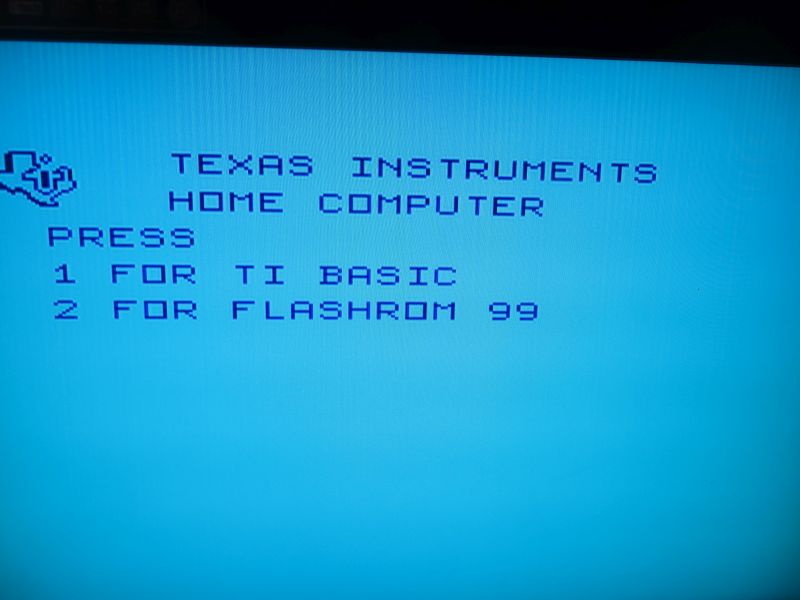 TEXAS INSTRUMENTS
HOME COMPUTER
PRESS
1 FOR TI BASIC
2 FOR FLASHROM 99